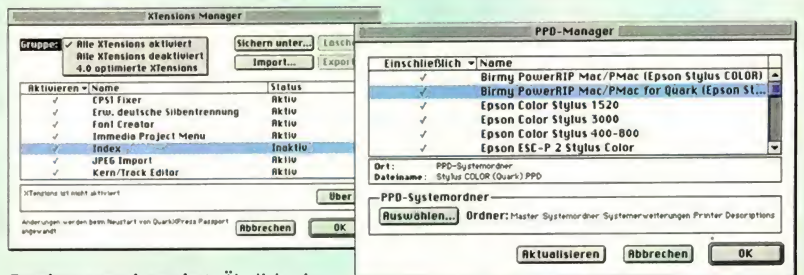 XTensions Manager
Gruppe: ✓ Alle XTensions aktiviert
Alle XTensions deaktiviert
4.0 optimierte XTensions
Sichern unter...
Import...
Export
Aktivieren Name Status
✓ CPSI Fixer Aktiv
✓ Erw. deutsche Silbentrennung Aktiv
✓ Font Creator Aktiv
✓ Immedia Project Menu Aktiv
Index Inaktiv
✓ JPEG Import Aktiv
✓ Kern/Track Editor Aktiv
XTensions ist nicht aktiviert
Über
Änderungen werden beim Neustart von QuarkXPress Passport
angewandt
Abbrechen
OK
PPD-Manager
Einschließlich Name
✓ Birmy PowerRIP Mac/PMac (Epson Stylus COLOR)
✓ Birmy PowerRIP Mac/PMac for Quark (Epson St...
✓ Epson Color Stylus 1520
✓ Epson Color Stylus 3000
✓ Epson Color Stylus 400-800
✓ Epson ESC-P 2 Stylus Color
Ort: PPD-Systemordner
Dateiname: Stylus COLOR (Quark).PPD
PPD-Systemordner
Auswählen... Ordner: Master Systemordner Systemerweiterungen Printer Descriptions
Aktualisieren
Abbrechen
OK